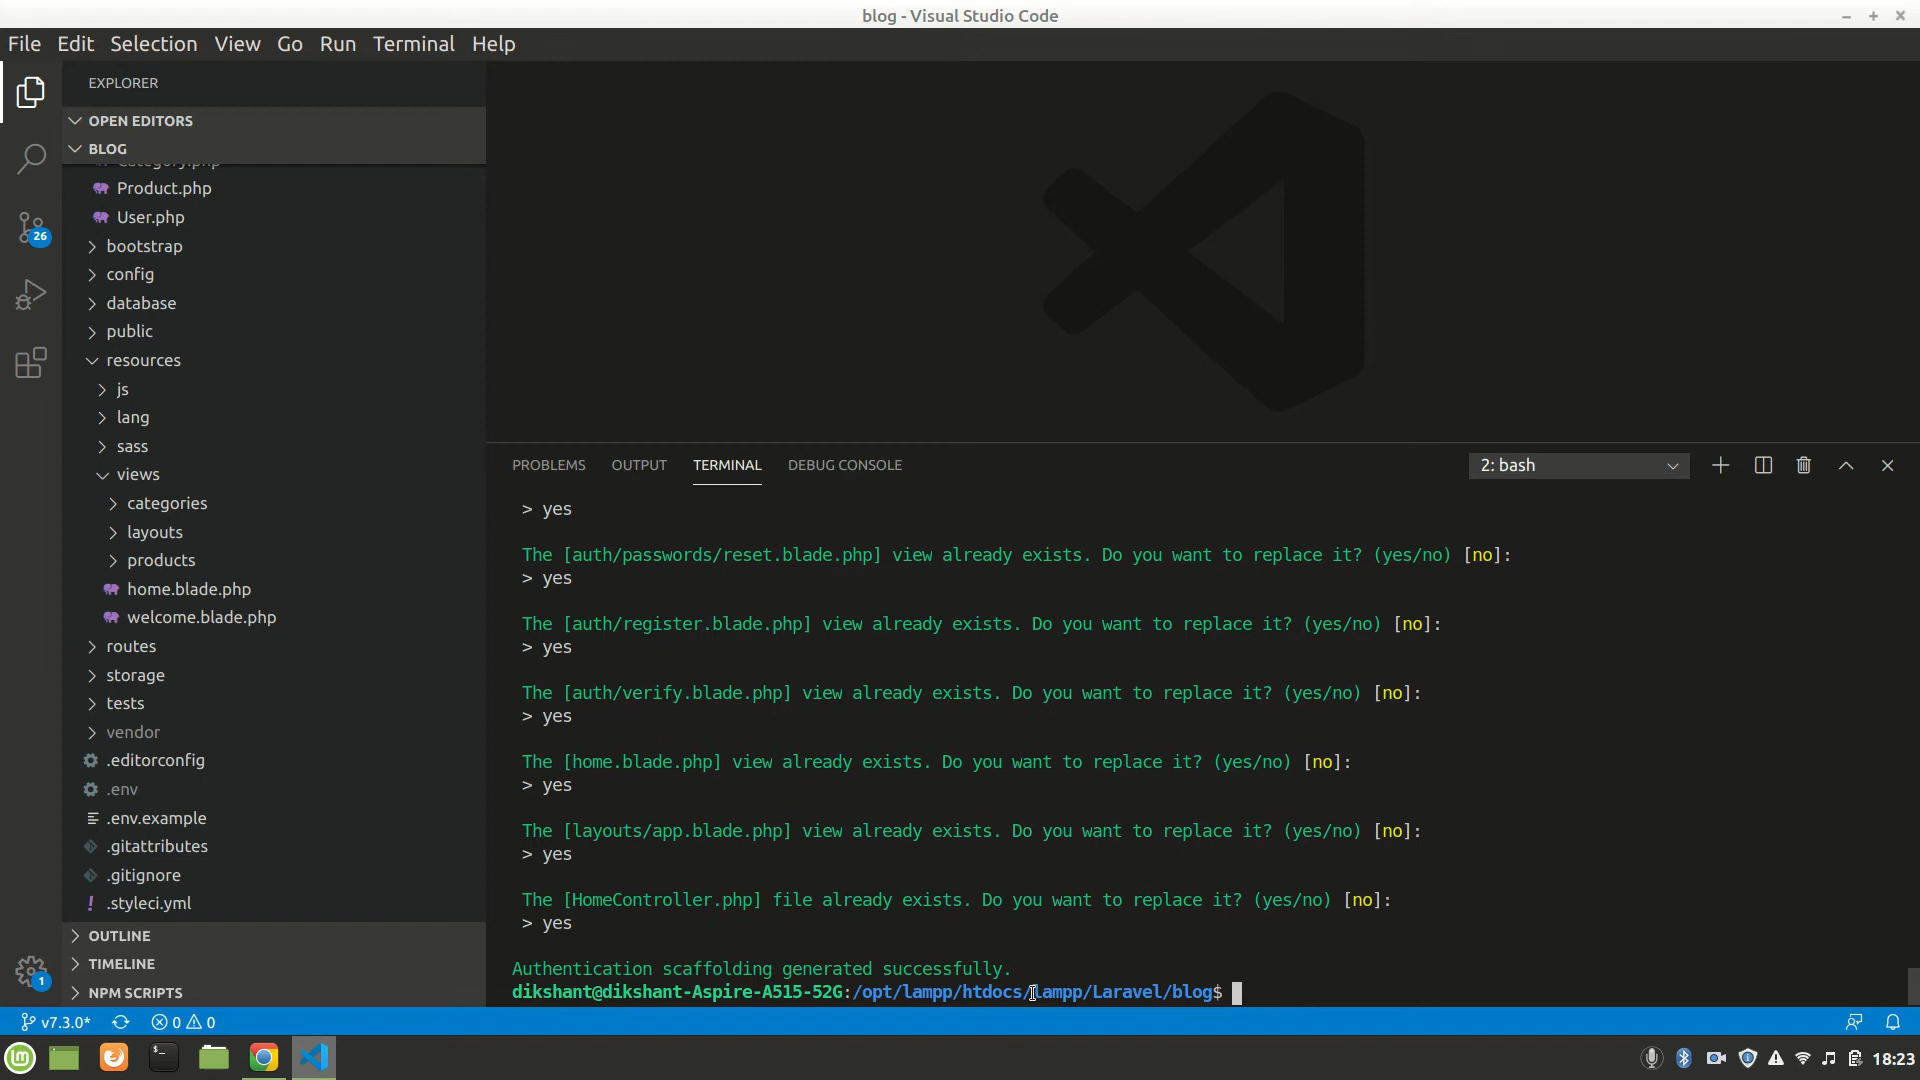 blog - Visual Studio Code
File Edit Selection View Go Run Terminal Help
EXPLORER
OPEN EDITORS
BLOG
Category.php
Product.php
User.php
bootstrap
config
database
public
resources
js
lang
sass
views
categories
layouts
products
home.blade.php
welcome.blade.php
routes
storage
tests
vendor
.editorconfig
.env
.env.example
.gitattributes
.gitignore
! .styleci.yml
OUTLINE
TIMELINE
NPM SCRIPTS
26
1
PROBLEMS OUTPUT TERMINAL DEBUG CONSOLE 2: bash
> yes
The [auth/passwords/reset.blade.php] view already exists. Do you want to replace it? (yes/no) [no]:
> yes
The [auth/register.blade.php] view already exists. Do you want to replace it? (yes/no) [no]:
> yes
The [auth/verify.blade.php] view already exists. Do you want to replace it? (yes/no) [no]:
> yes
The [home.blade.php] view already exists. Do you want to replace it? (yes/no) [no]:
> yes
The [layouts/app.blade.php] view already exists. Do you want to replace it? (yes/no) [no]:
> yes
The [HomeController.php] file already exists. Do you want to replace it? (yes/no) [no]:
> yes
Authentication scaffolding generated successfully.
dikshant@dikshant-Aspire-A515-52G:/opt/lampp/htdocs/lampp/Laravel/blog$
v7.3.0* 0 0
18:23